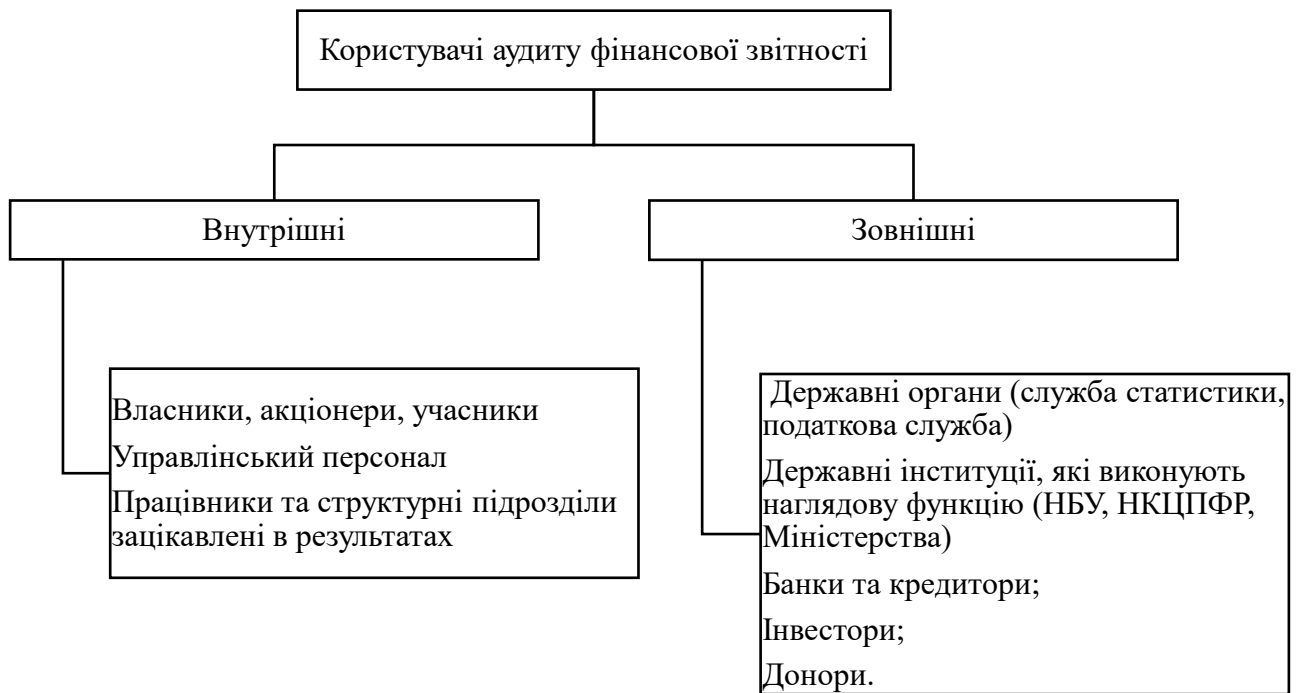 Користувачі аудиту фінансової звітності
Внутрішні
Зовнішні
Власники, акціонери, учасники
Управлінський персонал
Працівники та структурні підрозділи
зацікавлені в результатах
Державні органи (служба статистики,
податкова служба)
Державні інституції, які виконують
наглядову функцію (НБУ, НКЦПФР,
Міністерства)
Банки та кредитори;
Інвестори;
Донори.